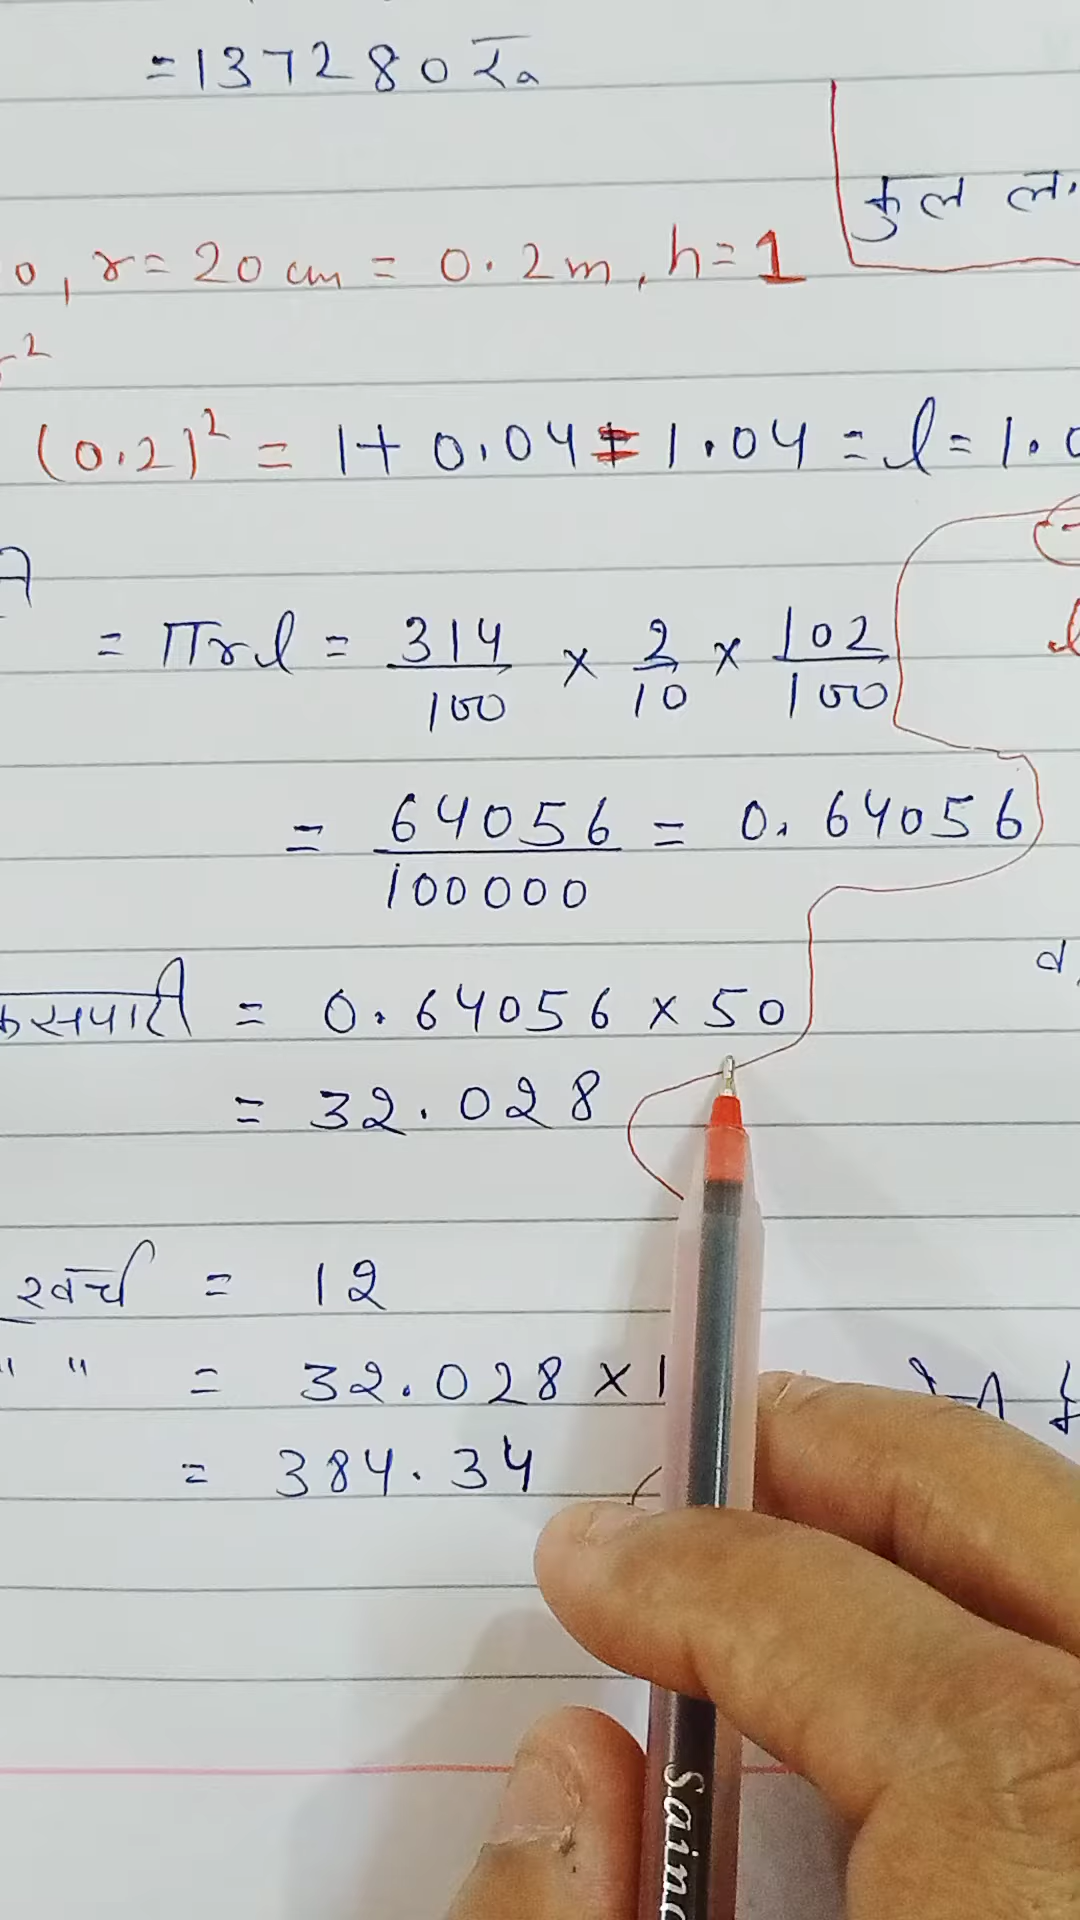 =137280 रु
कुल ल.
0, r = 20 cm = 0.2m, h = 1
r²
(0.2)² = 1 + 0.04 = 1.04 = l = 1.0
= πrl = 314/100 × 2/10 × 102/100
= 64056/100000 = 0.64056
= 0.64056 × 50
= 32.028
खर्च = 12
" " = 32.028 × 1
= 384.34